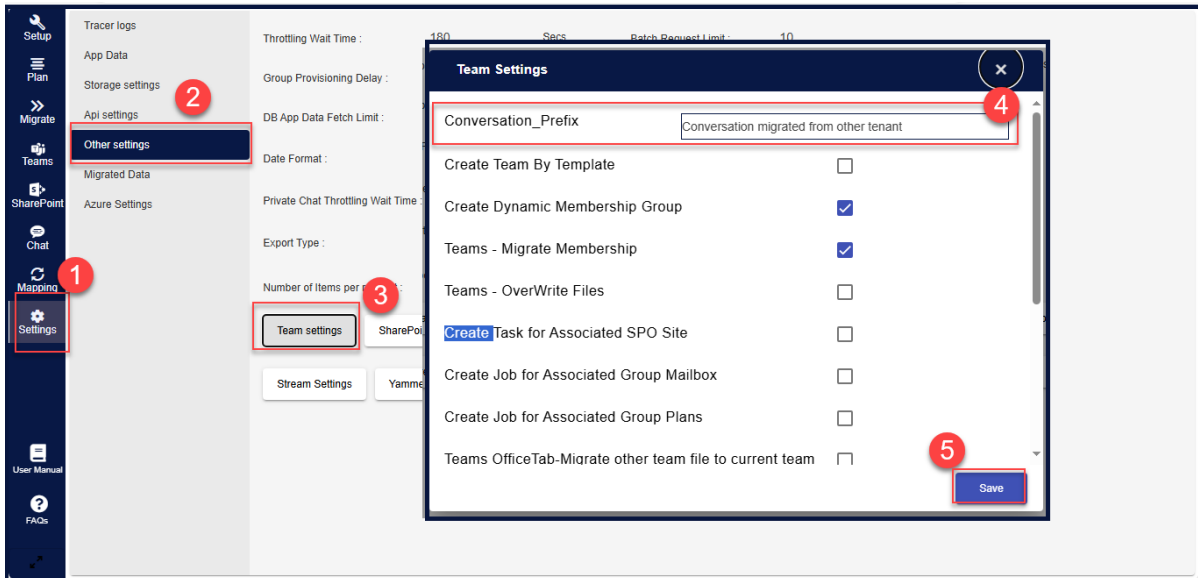 Setup
Plan
Migrate
Teams
SharePoint
Chat
Mapping
1
Settings
User Manual
FAQs
Tracer logs
App Data
Storage settings
2
Api settings
Other settings
Migrated Data
Azure Settings
Throttling Wait Time : 180 Secs Batch Request Limit : 10
Group Provisioning Delay :
DB App Data Fetch Limit :
Date Format :
Private Chat Throttling Wait Time :
Export Type :
Number of Items per
3
Team settings
Stream Settings
Team Settings
×
4
Conversation_Prefix Conversation migrated from other tenant
Create Team By Template
Create Dynamic Membership Group
Teams - Migrate Membership
Teams - OverWrite Files
Create Task for Associated SPO Site
Create Job for Associated Group Mailbox
Create Job for Associated Group Plans
Teams OfficeTab-Migrate other team file to current team
5
Save